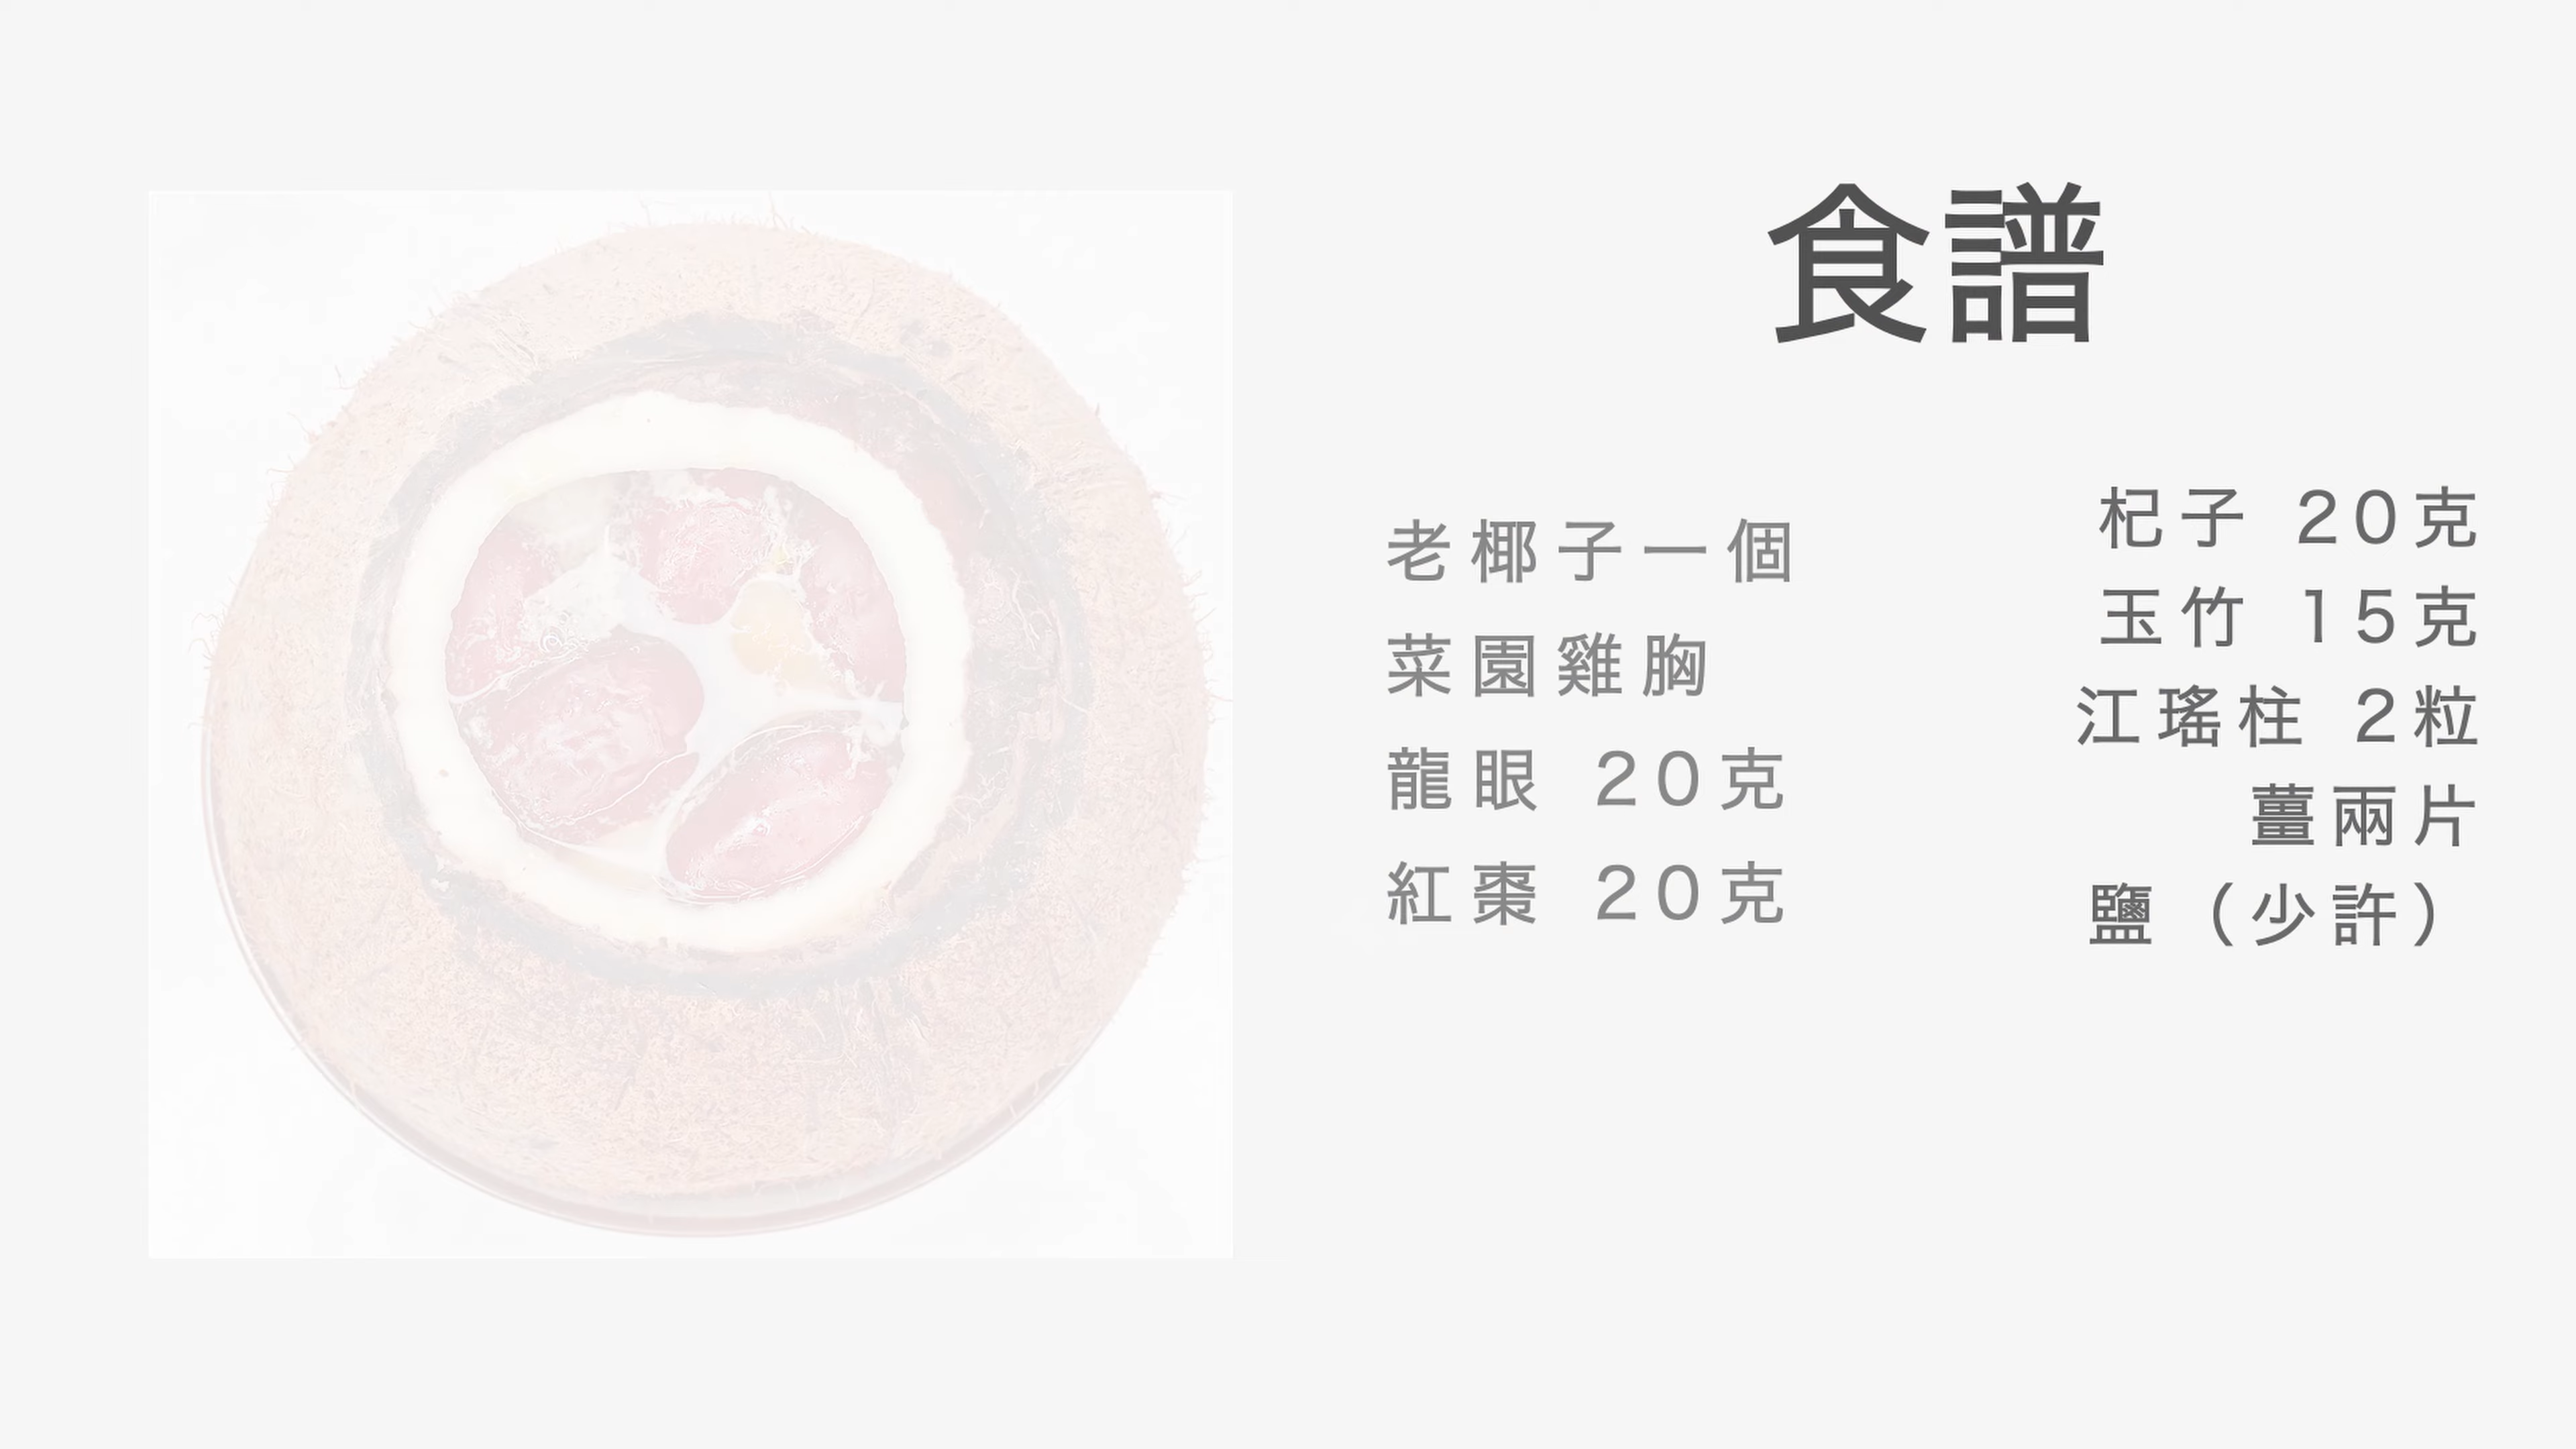 食譜
老椰子一個
菜園雞胸
龍眼 20克
紅棗 20克
杞子 20克
玉竹 15克
江瑤柱 2粒
薑兩片
鹽（少許）